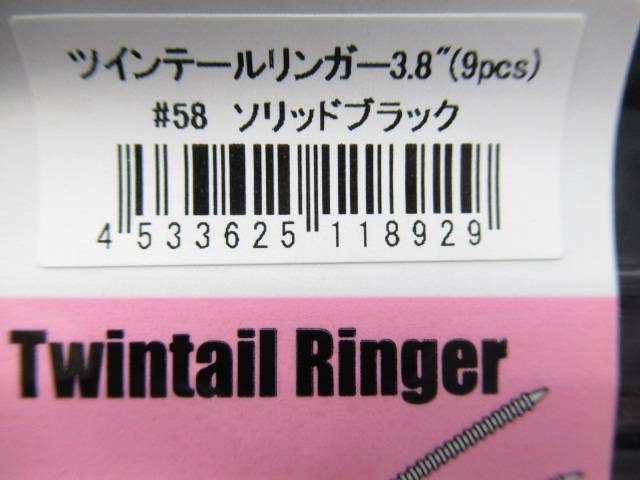 ツインテールリンガー3.8"(9pcs)
#58 ソリッドブラック
4 533625 118929
Twintail Ringer